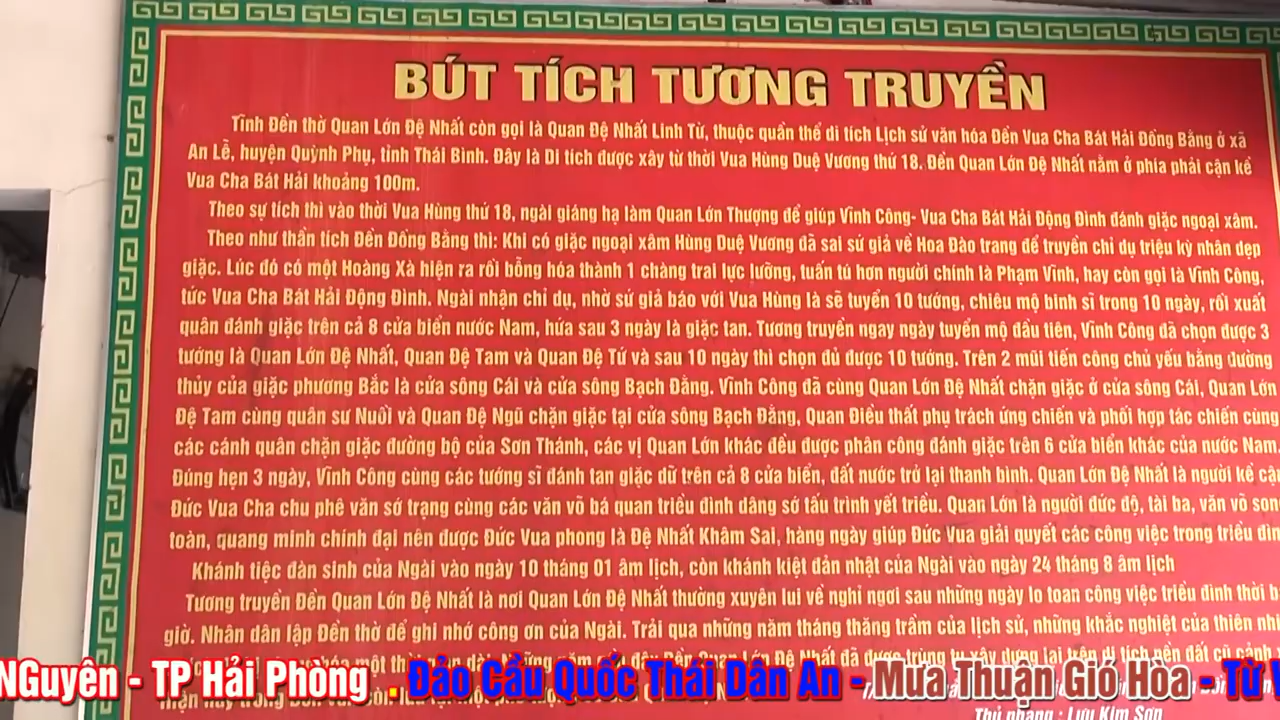 BÚT TÍCH TƯƠNG TRUYỀN
Tình Đền thờ Quan Lớn Đệ Nhất còn gọi là Quan Đệ Nhất Linh Từ, thuộc quần thể di tích Lịch sử văn hóa Đền Vua Cha Bát Hải Đồng Bằng ở xã
An Lễ, huyện Quỳnh Phụ, tỉnh Thái Bình. Đây là Di tích được xây từ thời Vua Hùng Duệ Vương thứ 18. Đền Quan Lớn Đệ Nhất nằm ở phía phải cận kề
Vua Cha Bát Hải khoảng 100m.
Theo sự tích thì vào thời Vua Hùng thứ 18, ngài giáng hạ làm Quan Lớn Thượng để giúp Vĩnh Công- Vua Cha Bát Hải Động Đình đánh giặc ngoại xâm.
Theo như thần tích Đền Đồng Bằng thì: Khi có giặc ngoại xâm Hùng Duệ Vương đã sai sứ giả về Hoa Đào trang để truyền chỉ dụ triệu kỳ nhân dẹp
giặc. Lúc đó có một Hoàng Xà hiện ra rồi bỗng hóa thành 1 chàng trai lực lưỡng, tuấn tú hơn người chính là Phạm Vĩnh, hay còn gọi là Vĩnh Công,
tức Vua Cha Bát Hải Động Đình. Ngài nhận chỉ dụ, nhờ sứ giả báo với Vua Hùng là sẽ tuyển 10 tướng, chiêu mộ binh sĩ trong 10 ngày, rồi xuất
quân đánh giặc trên cả 8 cửa biển nước Nam, hứa sau 3 ngày là giặc tan. Tương truyền ngay ngày tuyển mộ đầu tiên, Vĩnh Công đã chọn được 3
tướng là Quan Lớn Đệ Nhất, Quan Đệ Tam và Quan Đệ Tứ và sau 10 ngày thì chọn đủ được 10 tướng. Trên 2 mũi tiến công chủ yếu bằng đường
thủy của giặc phương Bắc là cửa sông Cái và cửa sông Bạch Đằng. Vĩnh Công đã cùng Quan Lớn Đệ Nhất chặn giặc ở cửa sông Cái, Quan Lớn
Đệ Tam cùng quân sư Nuôi và Quan Đệ Ngũ chặn giặc tại cửa sông Bạch Đằng, Quan Điều thất phụ trách ứng chiến và phối hợp tác chiến cùng
các cánh quân chặn giặc đường bộ của Sơn Thánh, các vị Quan Lớn khác đều được phân công đánh giặc trên 6 cửa biển khác của nước Nam.
Đúng hẹn 3 ngày, Vĩnh Công cùng các tướng sĩ đánh tan giặc dữ trên cả 8 cửa biển, đất nước trở lại thanh bình. Quan Lớn Đệ Nhất là người kề cậ
Đức Vua Cha chu phê văn sớ trạng cùng các văn võ bá quan triều đình dâng sớ tấu trình yết triều. Quan Lớn là người đức độ, tài ba, văn võ son
toàn, quang minh chính đại nên được Đức Vua phong là Đệ Nhất Khâm Sai, hàng ngày giúp Đức Vua giải quyết các công việc trong triều đìn
Khánh tiệc đản sinh của Ngài vào ngày 10 tháng 01 âm lịch, còn khánh kiệt đản nhật của Ngài vào ngày 24 tháng 8 âm lịch
Tương truyền Đền Quan Lớn Đệ Nhất là nơi Quan Lớn Đệ Nhất thường xuyên lui về nghỉ ngơi sau những ngày lo toan công việc triều đình thời b
giờ. Nhân dân lập Đền thờ để ghi nhớ công ơn của Ngài. Trải qua những năm tháng thăng trầm của lịch sử, những khắc nghiệt của thiên nhi
NGuyên - TP Hải Phòng . Đảo Cầu Quốc Thái Dân An - Mưa Thuận Gió Hòa - Từ
Thủ nhang : Lưu Kim Sơn